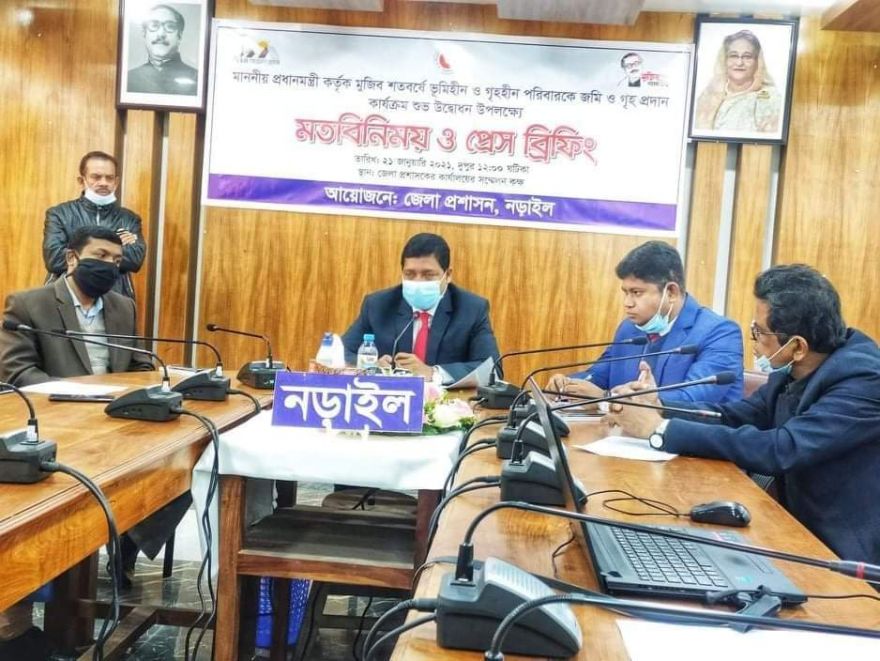 মাননীয় প্রধানমন্ত্রী কর্তৃক মুজিব শতবর্ষে ভূমিহীন ও গৃহহীন পরিবারকে জমি ও গৃহ প্রদান
কার্যক্রম শুভ উদ্বোধন উপলক্ষ্যে
মতবিনিময় ও প্রেস ব্রিফিং
তারিখ: ২১ জানুয়ারি ২০২১, দুপুর ১২:০০ ঘটিকা
স্থান: জেলা প্রশাসকের কার্যালয়ের সম্মেলন কক্ষ
আয়োজনে: জেলা প্রশাসন, নড়াইল
নড়াইল